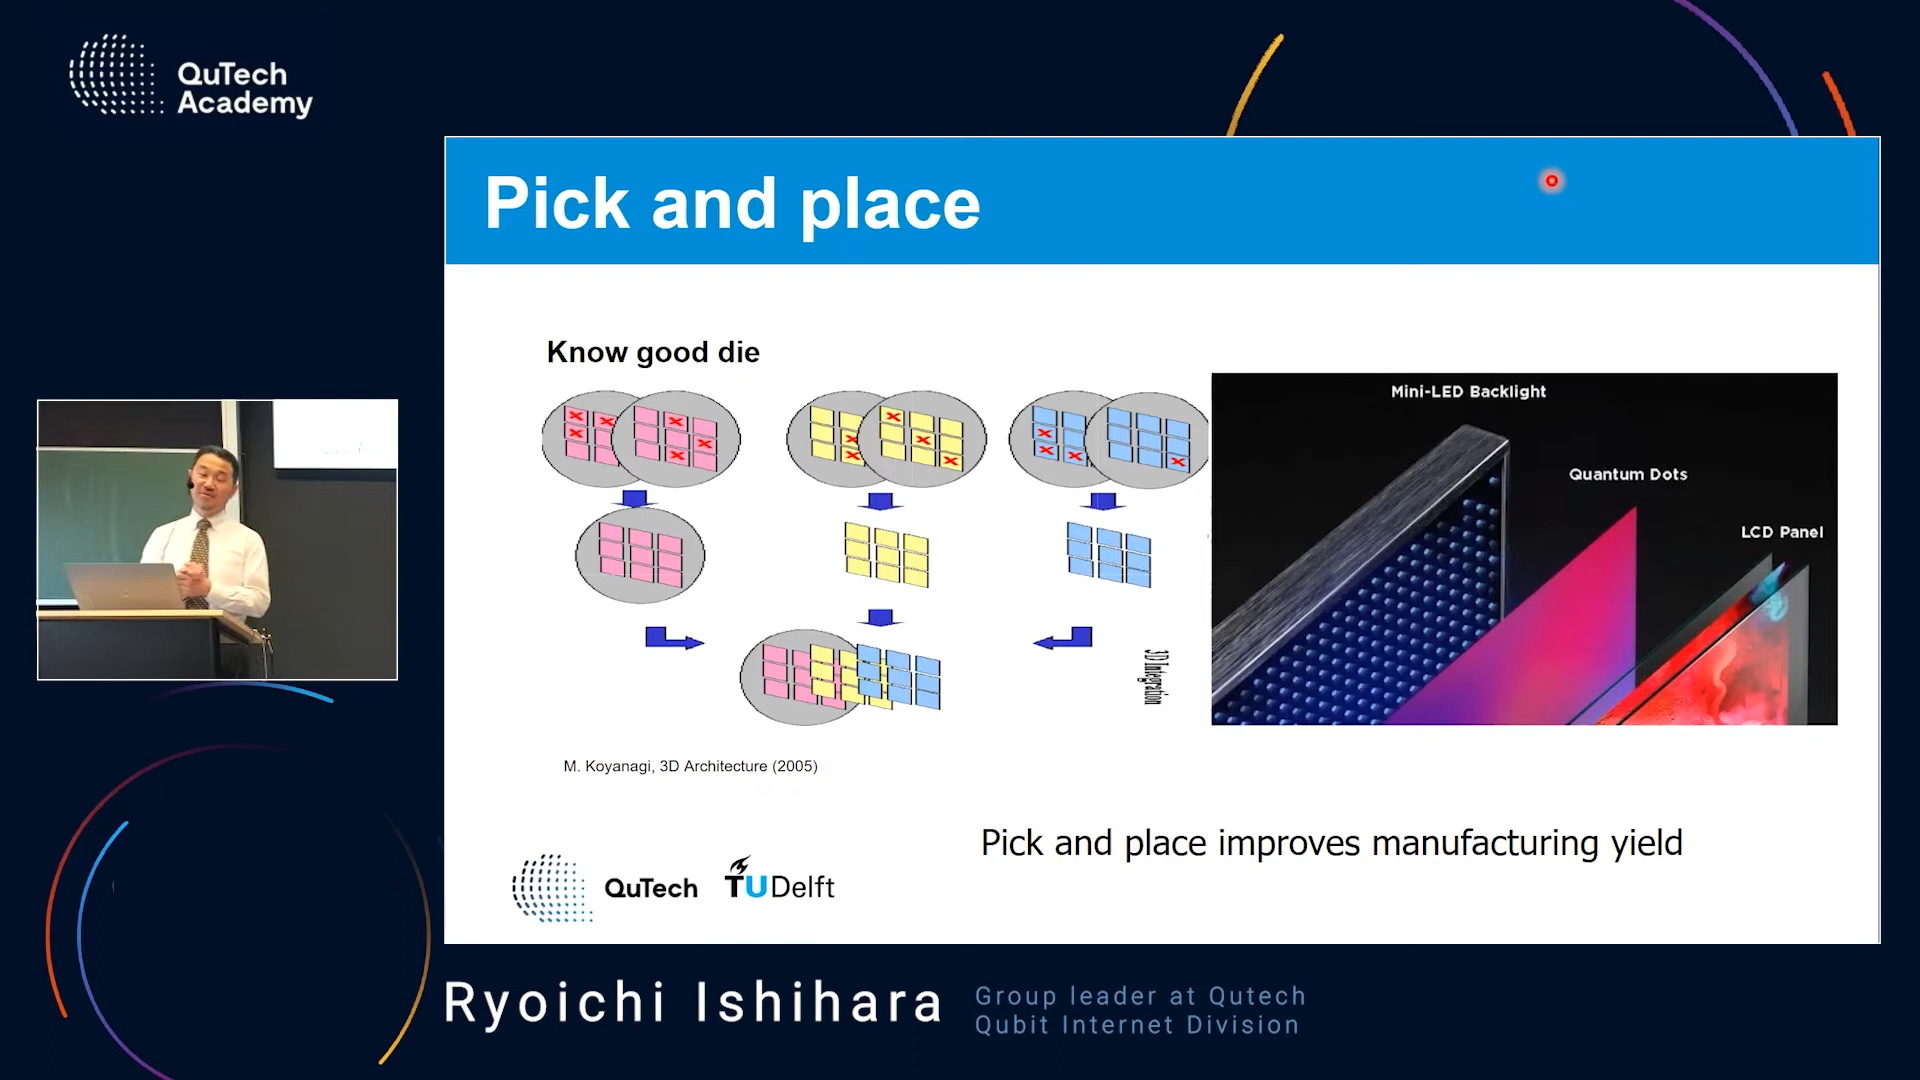 QuTech
Academy
Pick and place
Know good die
Mini-LED Backlight
Quantum Dots
LCD Panel
3D Integration
M. Koyanagi, 3D Architecture (2005)
Pick and place improves manufacturing yield
QuTech
TUDelft
Ryoichi Ishihara
Group leader at Qutech
Qubit Internet Division